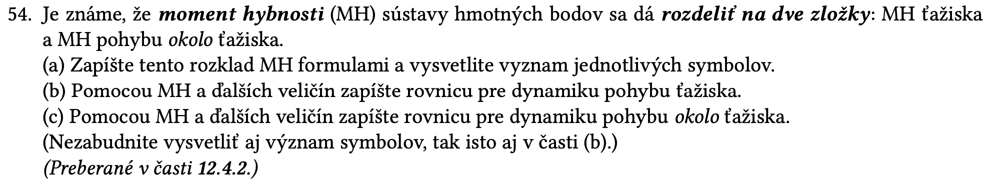 54. Je známe, že moment hybnosti (MH) sústavy hmotných bodov sa dá rozdeliť na dve zložky: MH ťažiska
a MH pohybu okolo ťažiska.
(a) Zapíšte tento rozklad MH formulami a vysvetlite vyznam jednotlivých symbolov.
(b) Pomocou MH a ďalších veličín zapíšte rovnicu pre dynamiku pohybu ťažiska.
(c) Pomocou MH a ďalších veličín zapíšte rovnicu pre dynamiku pohybu okolo ťažiska.
(Nezabudnite vysvetliť aj význam symbolov, tak isto aj v časti (b).)
(Preberané v časti 12.4.2.)